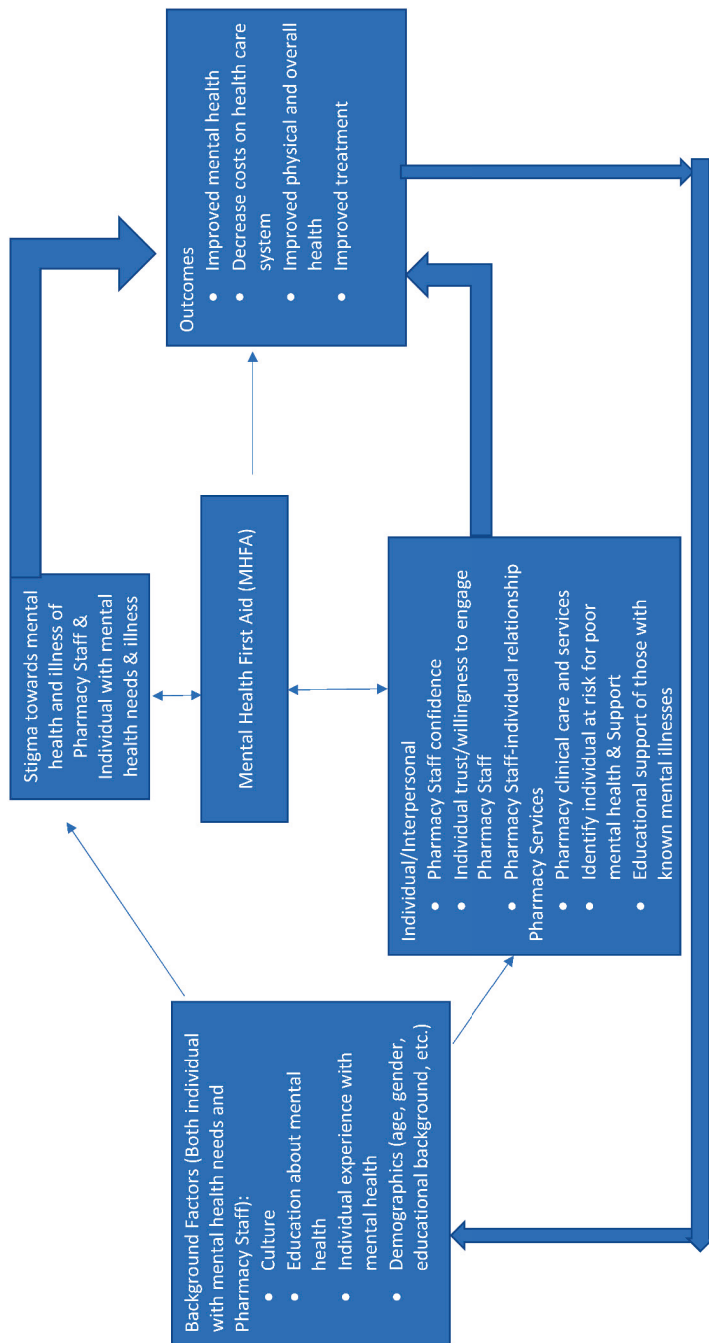 Background Factors (Both individual
with mental health needs and
Pharmacy Staff):
• Culture
• Education about mental
health
• Individual experience with
mental health
• Demographics (age, gender,
educational background, etc.)
Stigma towards mental
health and illness of
Pharmacy Staff &
Individual with mental
health needs & illness
Mental Health First Aid (MHFA)
Individual/Interpersonal
• Pharmacy Staff confidence
• Individual trust/willingness to engage
Pharmacy Staff
• Pharmacy Staff-individual relationship
Pharmacy Services
• Pharmacy clinical care and services
• Identify individual at risk for poor
mental health & Support
• Educational support of those with
known mental illnesses
Outcomes
• Improved mental health
• Decrease costs on health care
system
• Improved physical and overall
health
• Improved treatment